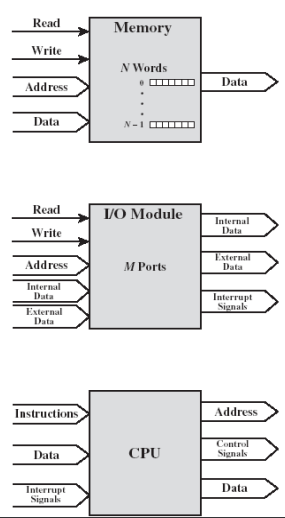 Read
Memory
Write
N Words
Address
0
Data
Data
N – 1
Read
I/O Module
Write
Internal
Data
Address
M Ports
External
Data
Internal
Data
Interrupt
Signals
External
Data
Instructions
Address
Data
CPU
Control
Signals
Interrupt
Signals
Data